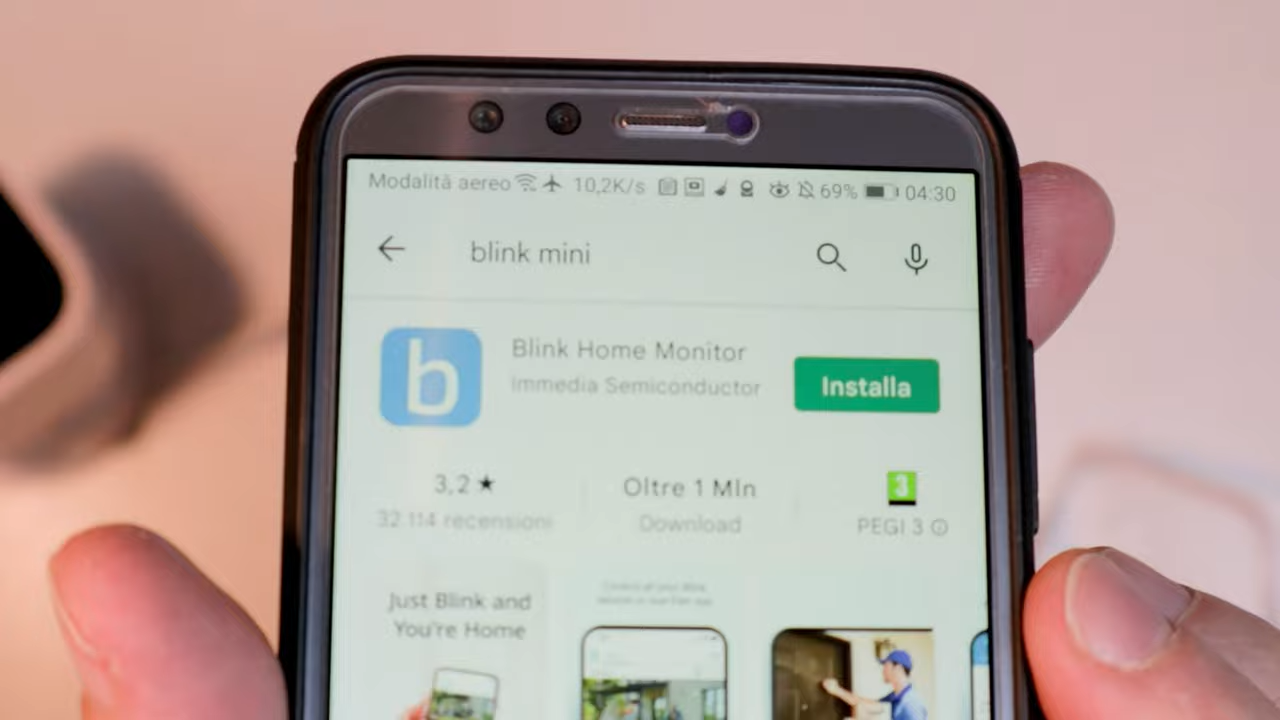 Modalità aereo 10,2K/s 69% 04:30
blink mini
b
Blink Home Monitor
Immedia Semiconductor
Installa
3,2★
32.114 recensioni
Oltre 1 Mln
Download
3
PEGI 3
Just Blink and
You're Home